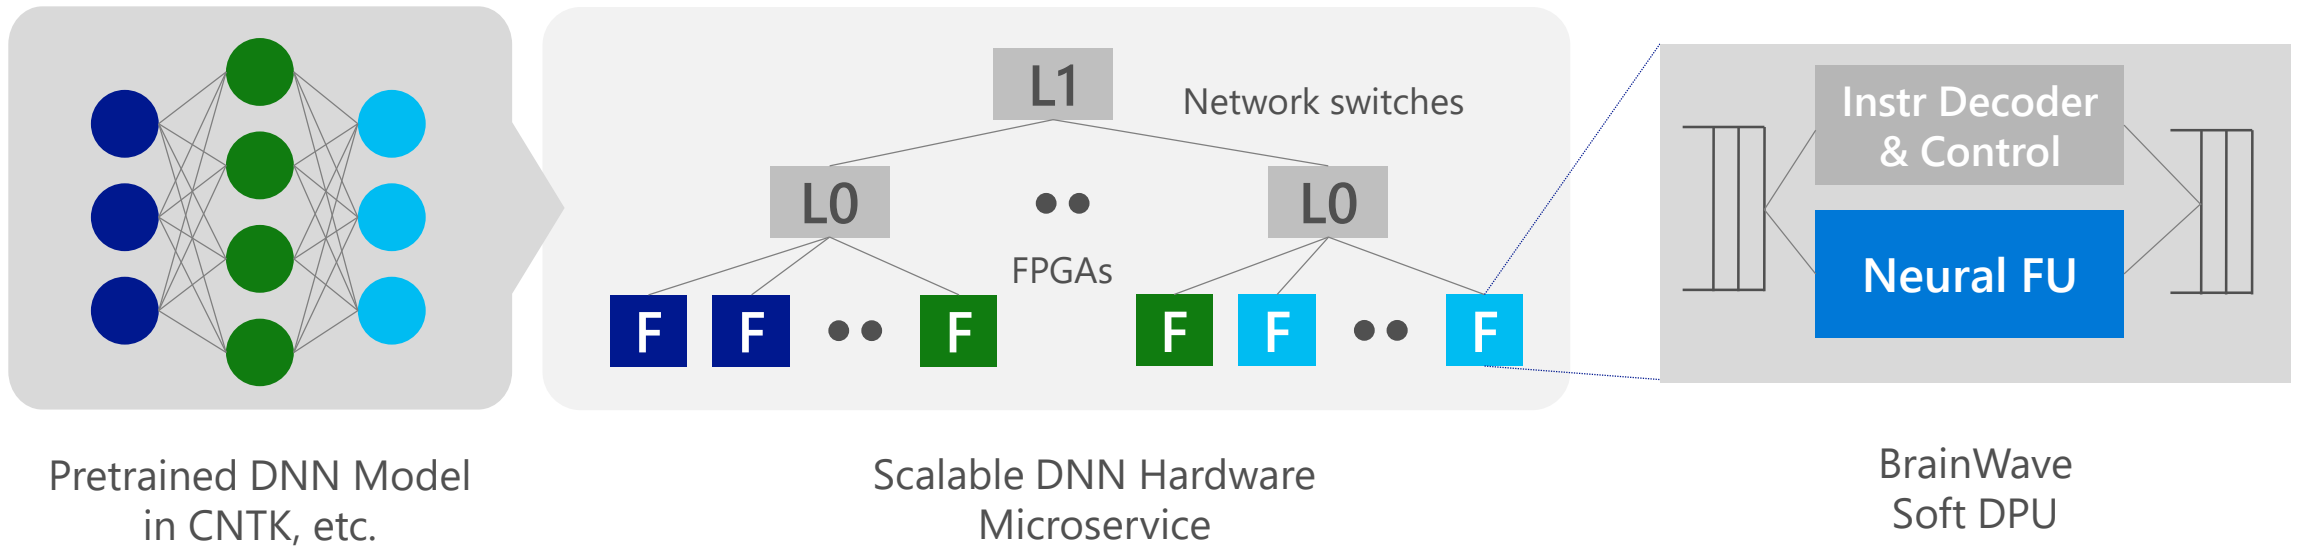 L1
Network switches
L0
L0
FPGAs
F
F
F
F
F
F
Instr Decoder
& Control
Neural FU
Pretrained DNN Model
in CNTK, etc.
Scalable DNN Hardware
Microservice
BrainWave
Soft DPU